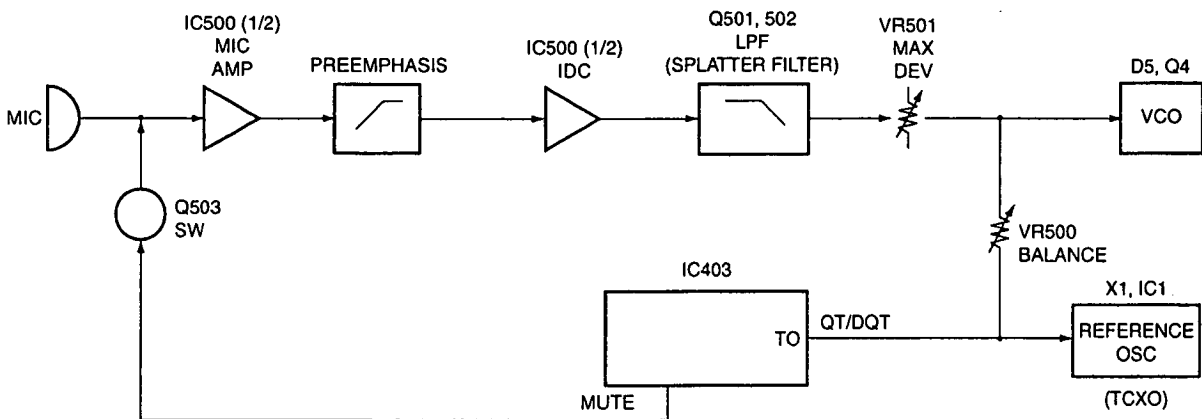 IC500 (1/2)
MIC
AMP
PREEMPHASIS
IC500 (1/2)
IDC
Q501, 502
LPF
(SPLATTER FILTER)
VR501
MAX
DEV
D5, Q4
VCO
MIC
Q503
SW
VR500
BALANCE
IC403
TO
QT/DQT
MUTE
X1, IC1
REFERENCE
OSC
(TCXO)